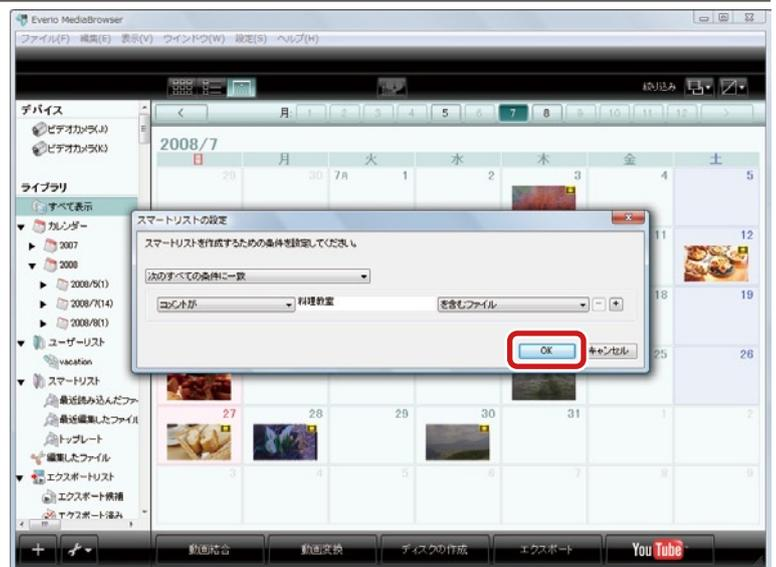 Everio MediaBrowser
ファイル(F) 編集(E) 表示(V) ウインドウ(W) 設定(S) ヘルプ(H)
絞り込み
デバイス
ビデオカメラ(J)
ビデオカメラ(K)
ライブラリ
すべて表示
カレンダー
2007
2008
2008/5(1)
2008/7(14)
2008/8(1)
ユーザーリスト
vacation
スマートリスト
最近読み込んだファ
最近編集したファイル
トップレート
編集したファイル
エクスポートリスト
エクスポート候補
エクスポート済み
< 月: 1 2 3 4 5 6 7 8 9 10 11 12 >
2008/7
日 月 火 水 木 金 土
29 30 7月 1 2 3 4 5
スマートリストの設定
スマートリストを作成するための条件を設定してください。
次のすべての条件に一致
コメントが 料理教室 を含むファイル - +
OK キャンセル
11 12
18 19
25 26
27 28 29 30 31 1 2
3 4 5 6 7 8 9
動画結合 動画変換 ディスクの作成 エクスポート YouTube